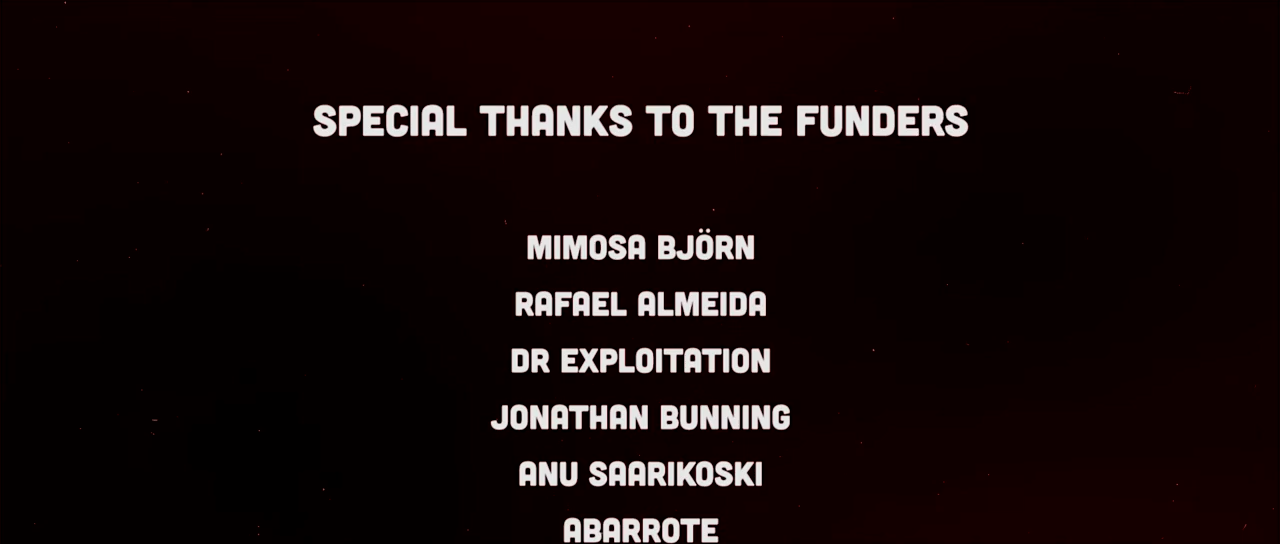 SPECIAL THANKS TO THE FUNDERS
MIMOSA BJÖRN
RAFAEL ALMEIDA
DR EXPLOITATION
JONATHAN BUNNING
ANU SAARIKOSKI
ABARROTE